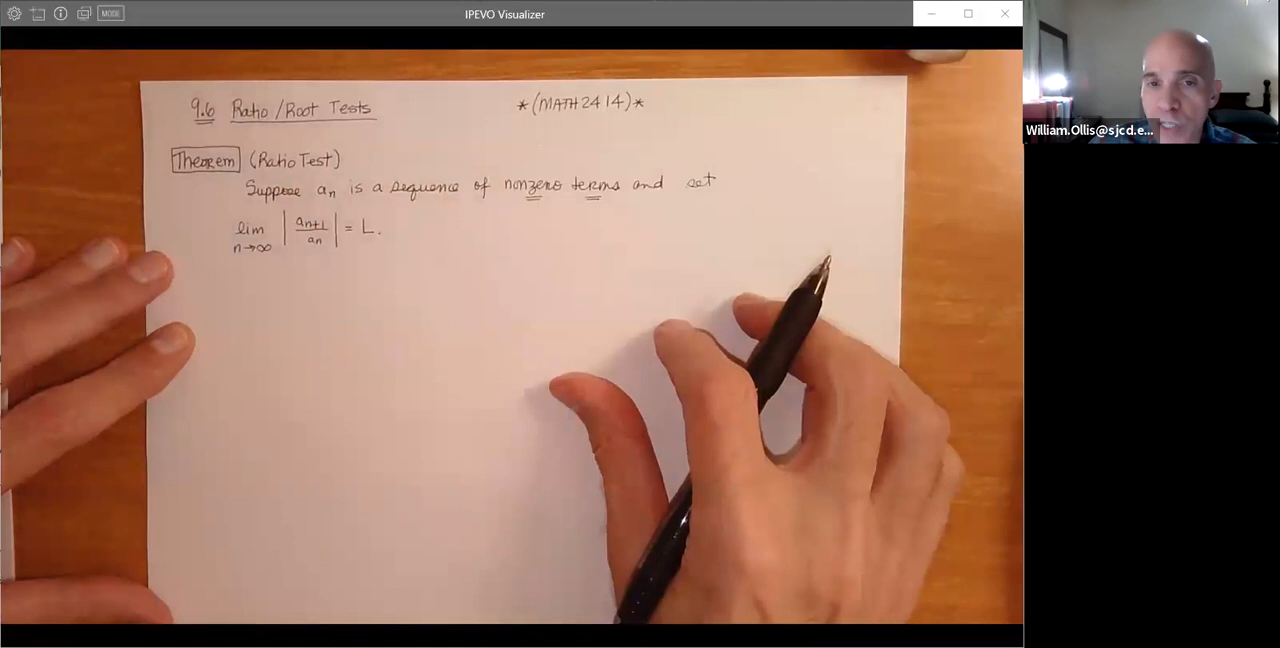 IPEVO Visualizer
MODE
9.6 Ratio/Root Tests
*(MATH 2414)*
Theorem (Ratio Test)
Suppose aₙ is a sequence of nonzero terms and set
lim n→∞ |aₙ₊₁/aₙ| = L.
William.Ollis@sjcd.e...